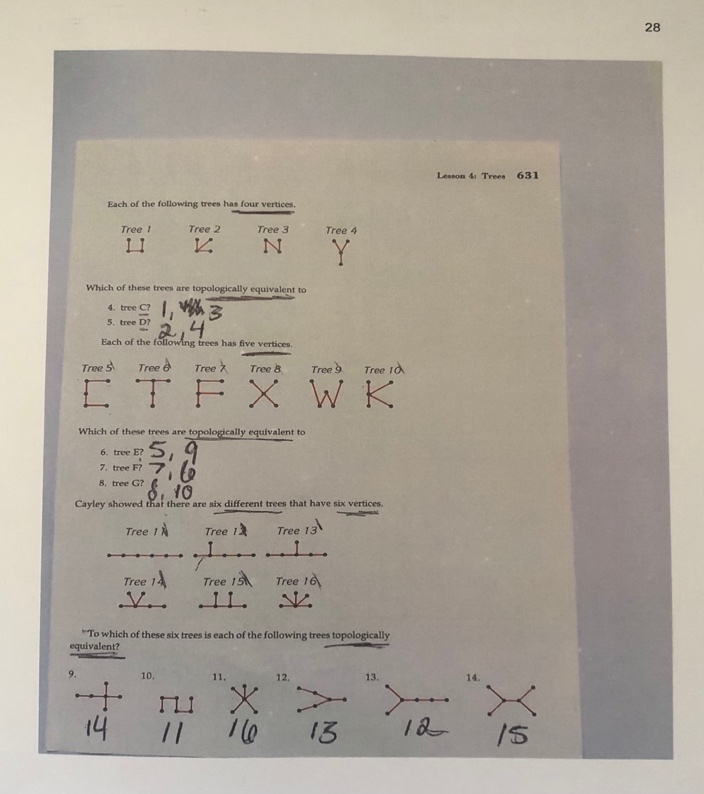 28
Lesson 4: Trees 631
Each of the following trees has four vertices.
Tree 1 Tree 2 Tree 3 Tree 4
Which of these trees are topologically equivalent to
4. tree C? 1, 3
5. tree D? 2, 4
Each of the following trees has five vertices.
Tree 5 Tree 6 Tree 7 Tree 8 Tree 9 Tree 10
Which of these trees are topologically equivalent to
6. tree E? 5, 9
7. tree F? 7, 6
8. tree G? 8, 10
Cayley showed that there are six different trees that have six vertices.
Tree 11 Tree 12 Tree 13
Tree 14 Tree 15 Tree 16
To which of these six trees is each of the following trees topologically
equivalent?
9. 10. 11. 12. 13. 14.
14 11 16 13 12 15